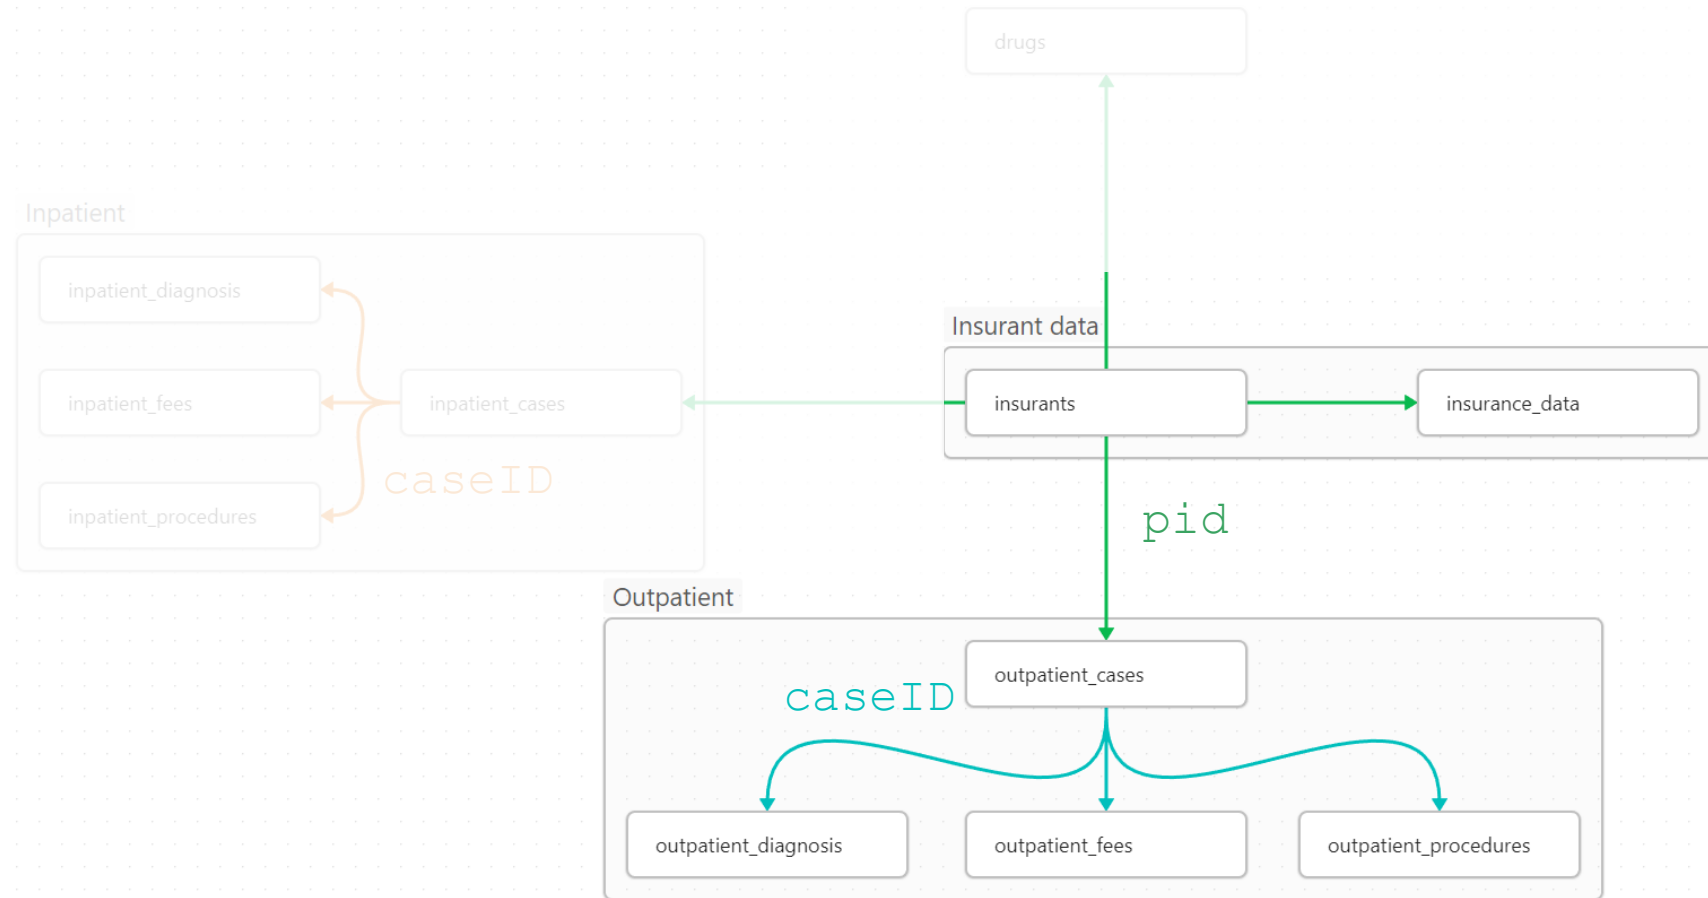 drugs
Inpatient
inpatient_diagnosis
inpatient_fees
inpatient_cases
caseID
inpatient_procedures
Insurant data
insurants
insurance_data
pid
Outpatient
outpatient_cases
caseID
outpatient_diagnosis
outpatient_fees
outpatient_procedures